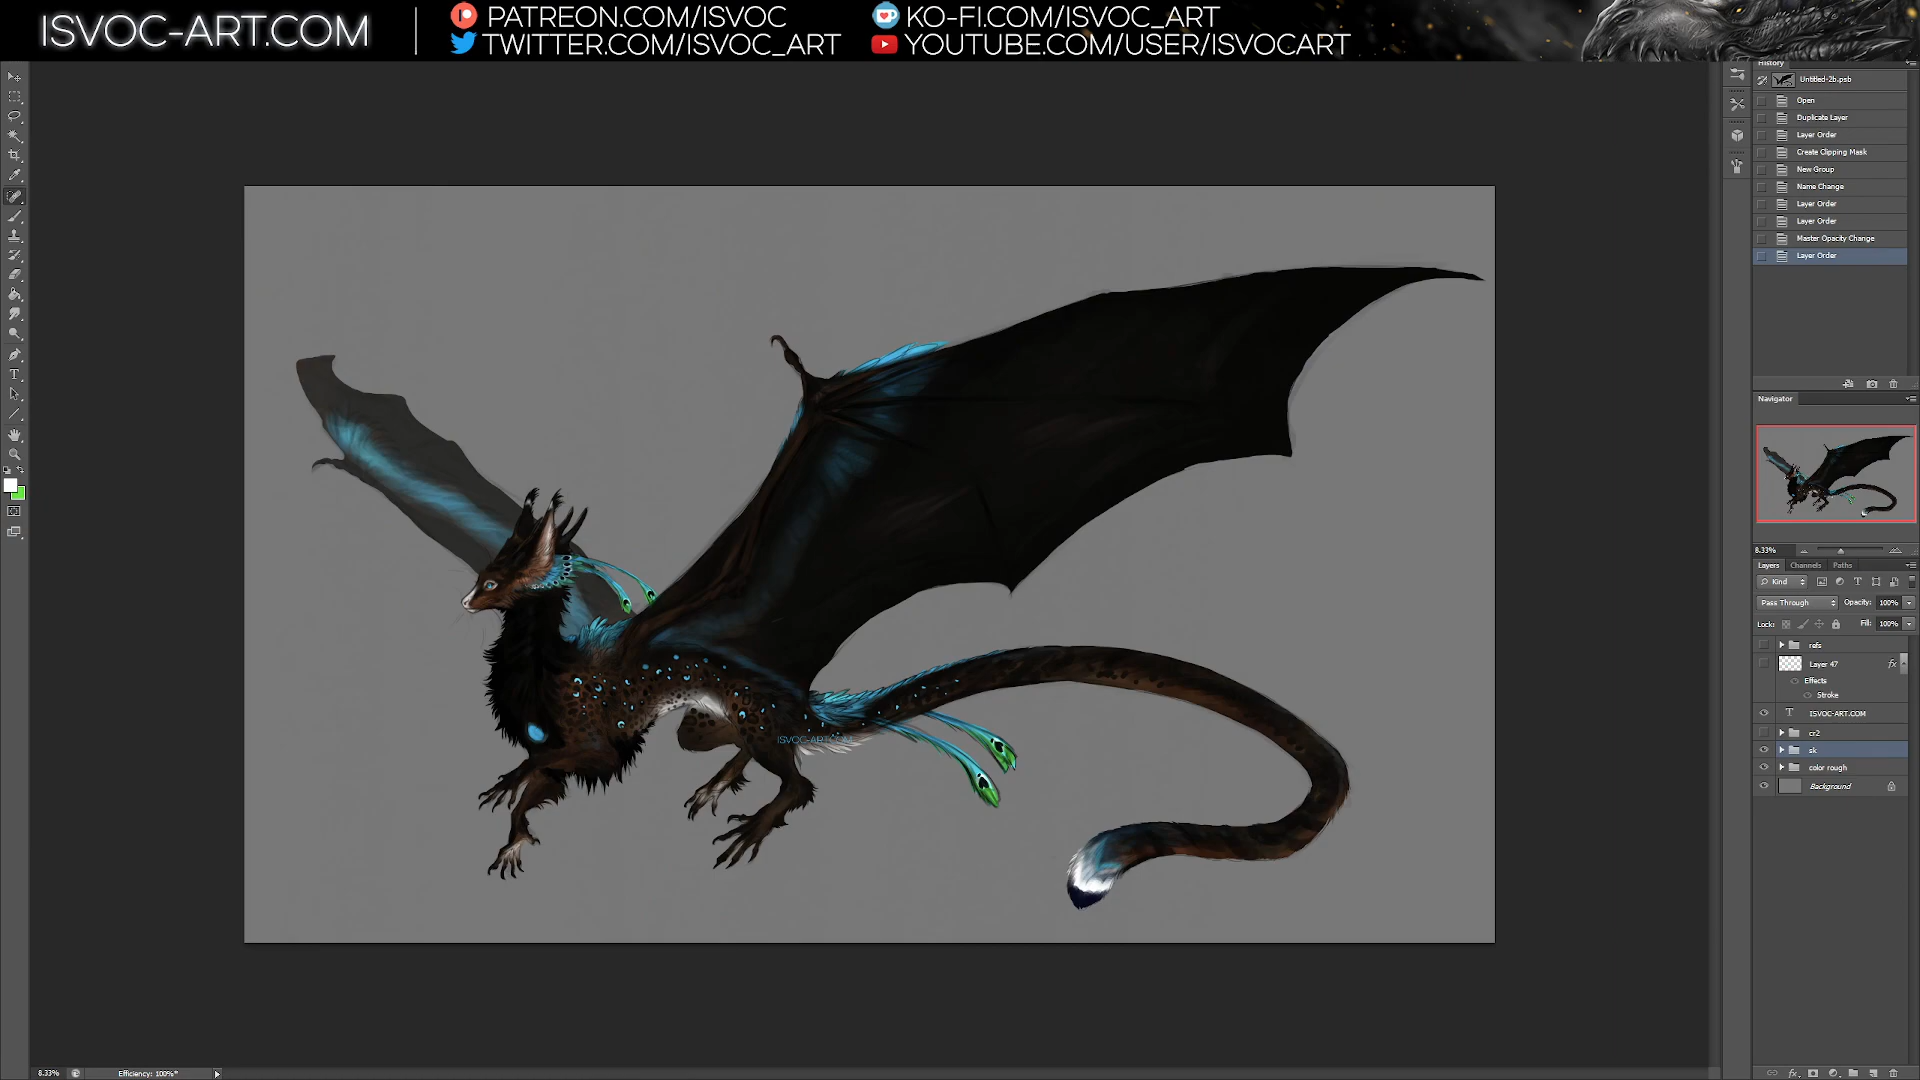 ISVOC-ART.COM
PATREON.COM/ISVOC
KO-FI.COM/ISVOC_ART
TWITTER.COM/ISVOC_ART
YOUTUBE.COM/USER/ISVOCART
History
Untitled-2b.psb
Open
Duplicate Layer
Layer Order
Create Clipping Mask
New Group
Name Change
Layer Order
Layer Order
Master Opacity Change
Layer Order
Navigator
8.33%
Layers Channels Paths
Kind
Pass Through Opacity: 100%
Lock: Fill: 100%
refs
Layer 47 fx
Effects
Stroke
T ISVOC-ART.COM
cr2
sk
color rough
Background
ISVOC-ART.COM
8.33% Efficiency: 100%*